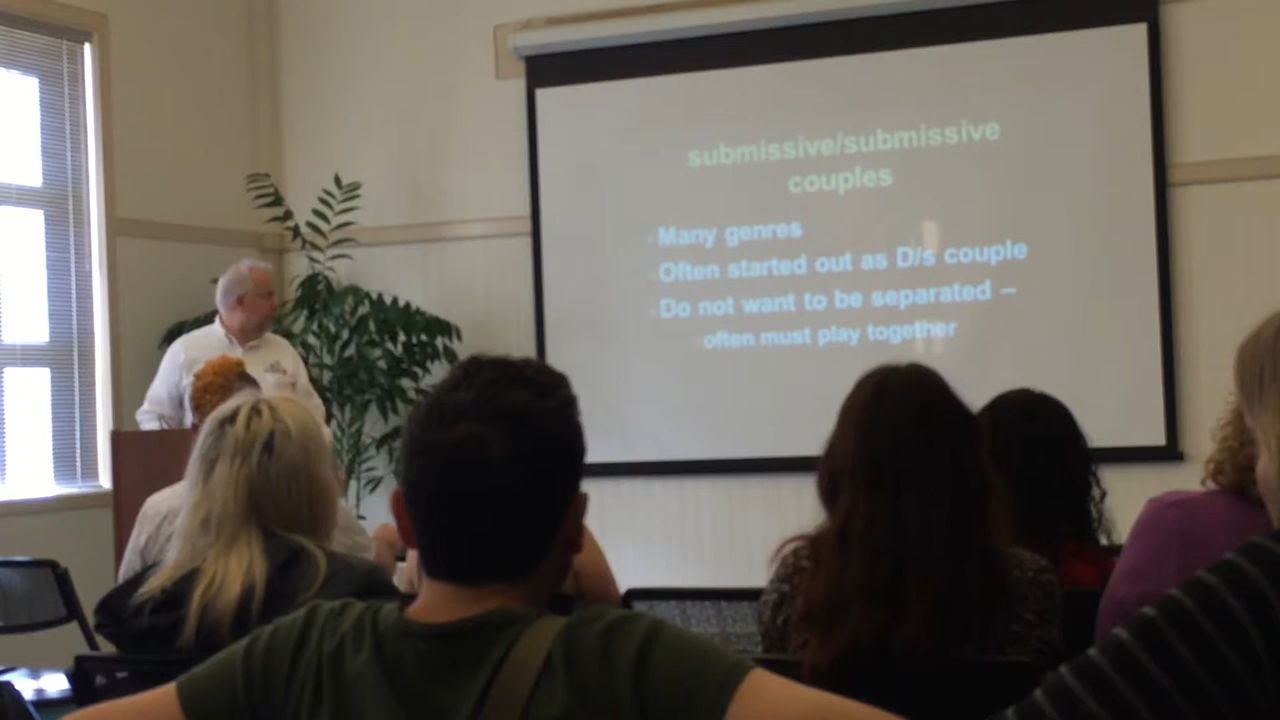 submissive/submissive
couples
Many genres
Often started out as D/s couple
Do not want to be separated –
often must play together